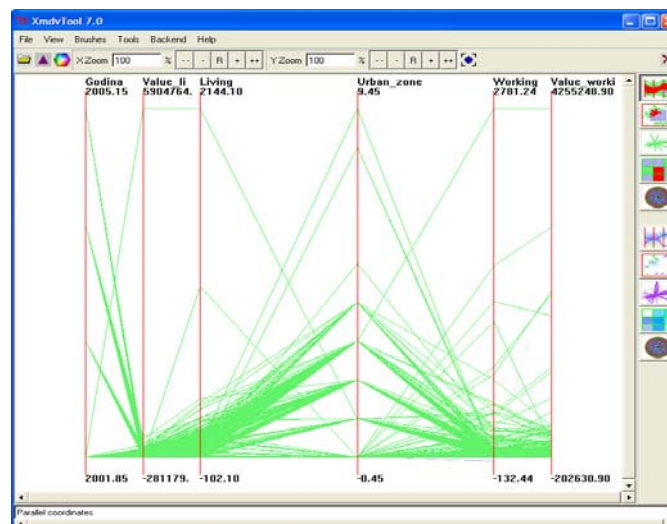 XmdvTool 7.0
File View Brushes Tools Backend Help
X Zoom 100 % -- - R + ++ Y Zoom 100 % -- - R + ++
Godina Value_li Living Urban_zone Working Value_worki
2005.15 5904764. 2144.10 9.45 2781.24 4255248.90
2001.85 -281179. -102.10 -0.45 -132.44 -202630.90
Parallel coordinates